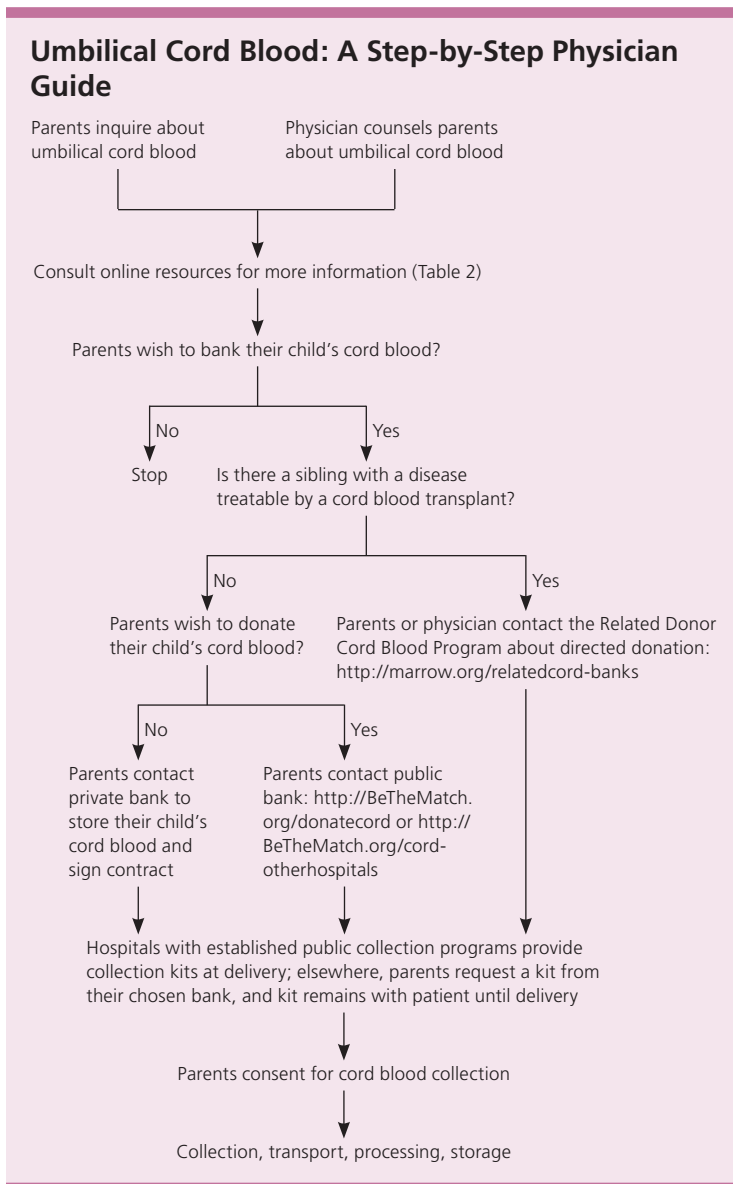 Umbilical Cord Blood: A Step-by-Step Physician
Guide
Parents inquire about
umbilical cord blood
Physician counsels parents
about umbilical cord blood
Consult online resources for more information (Table 2)
Parents wish to bank their child’s cord blood?
No
Yes
Stop
Is there a sibling with a disease
treatable by a cord blood transplant?
No
Yes
Parents wish to donate
their child’s cord blood?
Parents or physician contact the Related Donor
Cord Blood Program about directed donation:
http://marrow.org/relatedcord-banks
No
Yes
Parents contact
private bank to
store their child’s
cord blood and
sign contract
Parents contact public
bank: http://BeTheMatch.
org/donatecord or http://
BeTheMatch.org/cord-
otherhospitals
Hospitals with established public collection programs provide
collection kits at delivery; elsewhere, parents request a kit from
their chosen bank, and kit remains with patient until delivery
Parents consent for cord blood collection
Collection, transport, processing, storage